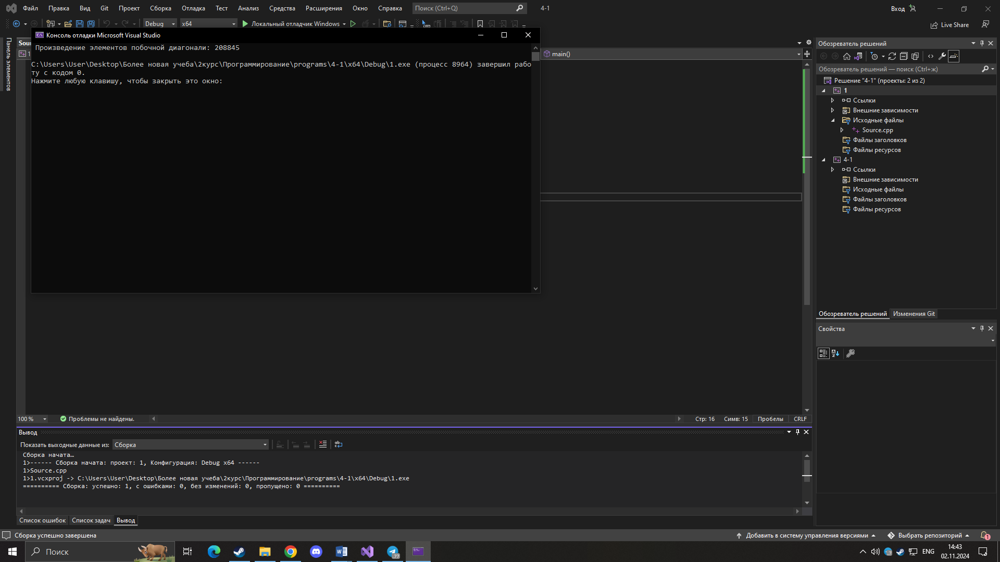 Файл Правка Вид Git Проект Сборка Отладка Тест Анализ Средства Расширения Окно Справка Поиск (Ctrl+Q) 4-1 Вход
Debug x64 Локальный отладчик Windows Live Share
Панель элементов
Консоль отладки Microsoft Visual Studio
Произведение элементов побочной диагонали: 208845
C:\Users\User\Desktop\Более новая учеба\2курс\Программирование\programs\4-1\x64\Debug\1.exe (процесс 8964) завершил рабо
ту с кодом 0.
Нажмите любую клавишу, чтобы закрыть это окно:
main()
Обозреватель решений
Обозреватель решений — поиск (Ctrl+ж)
Решение "4-1" (проекты: 2 из 2)
1
Ссылки
Внешние зависимости
Исходные файлы
Source.cpp
Файлы заголовков
Файлы ресурсов
4-1
Ссылки
Внешние зависимости
Исходные файлы
Файлы заголовков
Файлы ресурсов
Обозреватель решений Изменения Git
Свойства
100 % Проблемы не найдены. Стр: 16 Симв: 15 Пробелы CRLF
Вывод
Показать выходные данные из: Сборка
Сборка начата…
1>------ Сборка начата: проект: 1, Конфигурация: Debug x64 ------
1>Source.cpp
1>1.vcxproj -> C:\Users\User\Desktop\Более новая учеба\2курс\Программирование\programs\4-1\x64\Debug\1.exe
========== Сборка: успешно: 1, с ошибками: 0, без изменений: 0, пропущено: 0 ==========
Список ошибок Список задач Вывод
Сборка успешно завершена Добавить в систему управления версиями Выбрать репозиторий 1
Поиск 77 ENG 14:43
02.11.2024